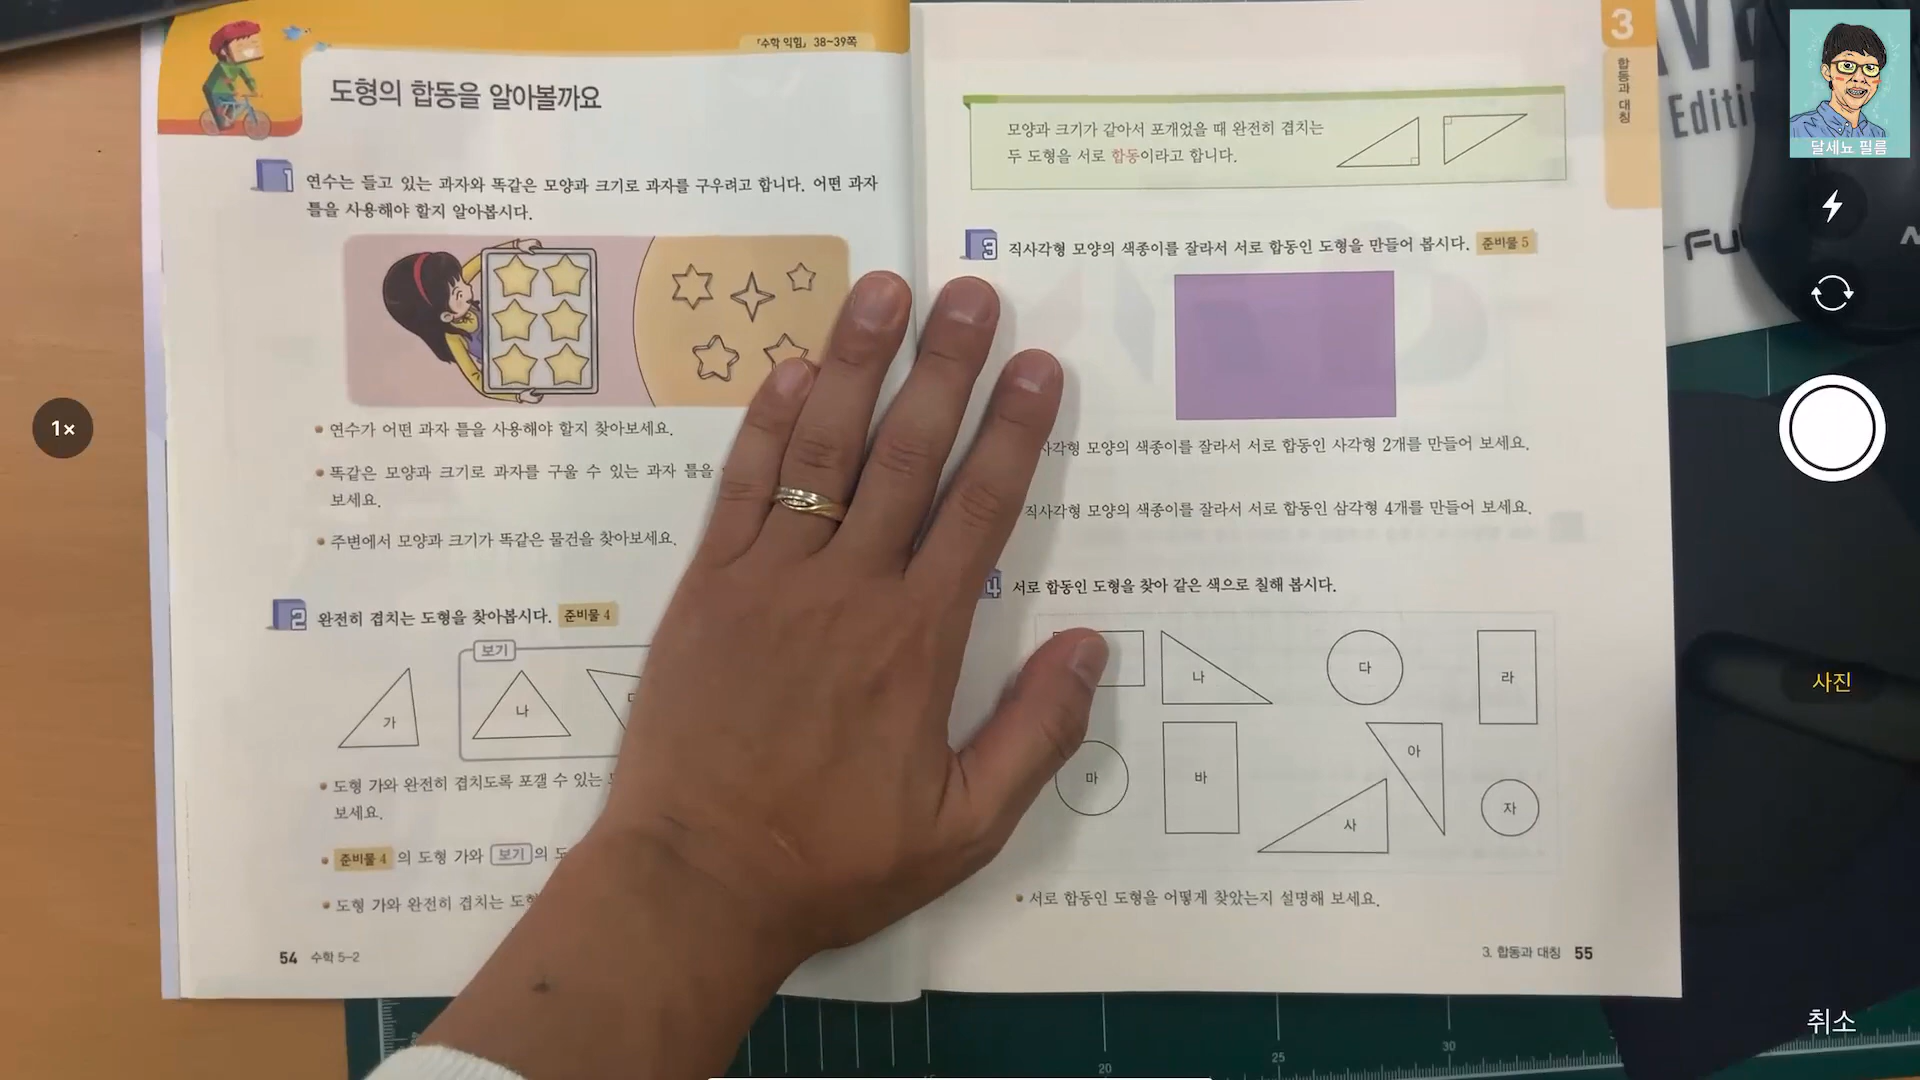 『수학 익힘』 38~39쪽
도형의 합동을 알아볼까요
1 연수는 들고 있는 과자와 똑같은 모양과 크기로 과자를 구우려고 합니다. 어떤 과자
틀을 사용해야 할지 알아봅시다.
연수가 어떤 과자 틀을 사용해야 할지 찾아보세요.
똑같은 모양과 크기로 과자를 구울 수 있는 과자 틀을
보세요.
주변에서 모양과 크기가 똑같은 물건을 찾아보세요.
2 완전히 겹치는 도형을 찾아봅시다. 준비물 4
보기
가
나
도형 가와 완전히 겹치도록 포갤 수 있는
보세요.
준비물 4 의 도형 가와 보기 의
도형 가와 완전히 겹치는
54 수학 5-2
3
합동과 대칭
모양과 크기가 같아서 포개었을 때 완전히 겹치는
두 도형을 서로 합동이라고 합니다.
3 직사각형 모양의 색종이를 잘라서 서로 합동인 도형을 만들어 봅시다. 준비물 5
모양의 색종이를 잘라서 서로 합동인 사각형 2개를 만들어 보세요.
직사각형 모양의 색종이를 잘라서 서로 합동인 삼각형 4개를 만들어 보세요.
4 서로 합동인 도형을 찾아 같은 색으로 칠해 봅시다.
나
다
라
마
바
아
사
자
서로 합동인 도형을 어떻게 찾았는지 설명해 보세요.
3. 합동과 대칭 55
20
25
30
1×
달세뇨 필름
사진
취소